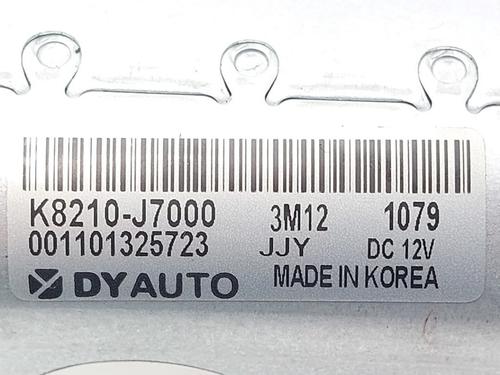 K8210-J7000 3M12 1079
001101325723 JJY DC 12V
DYAUTO MADE IN KOREA